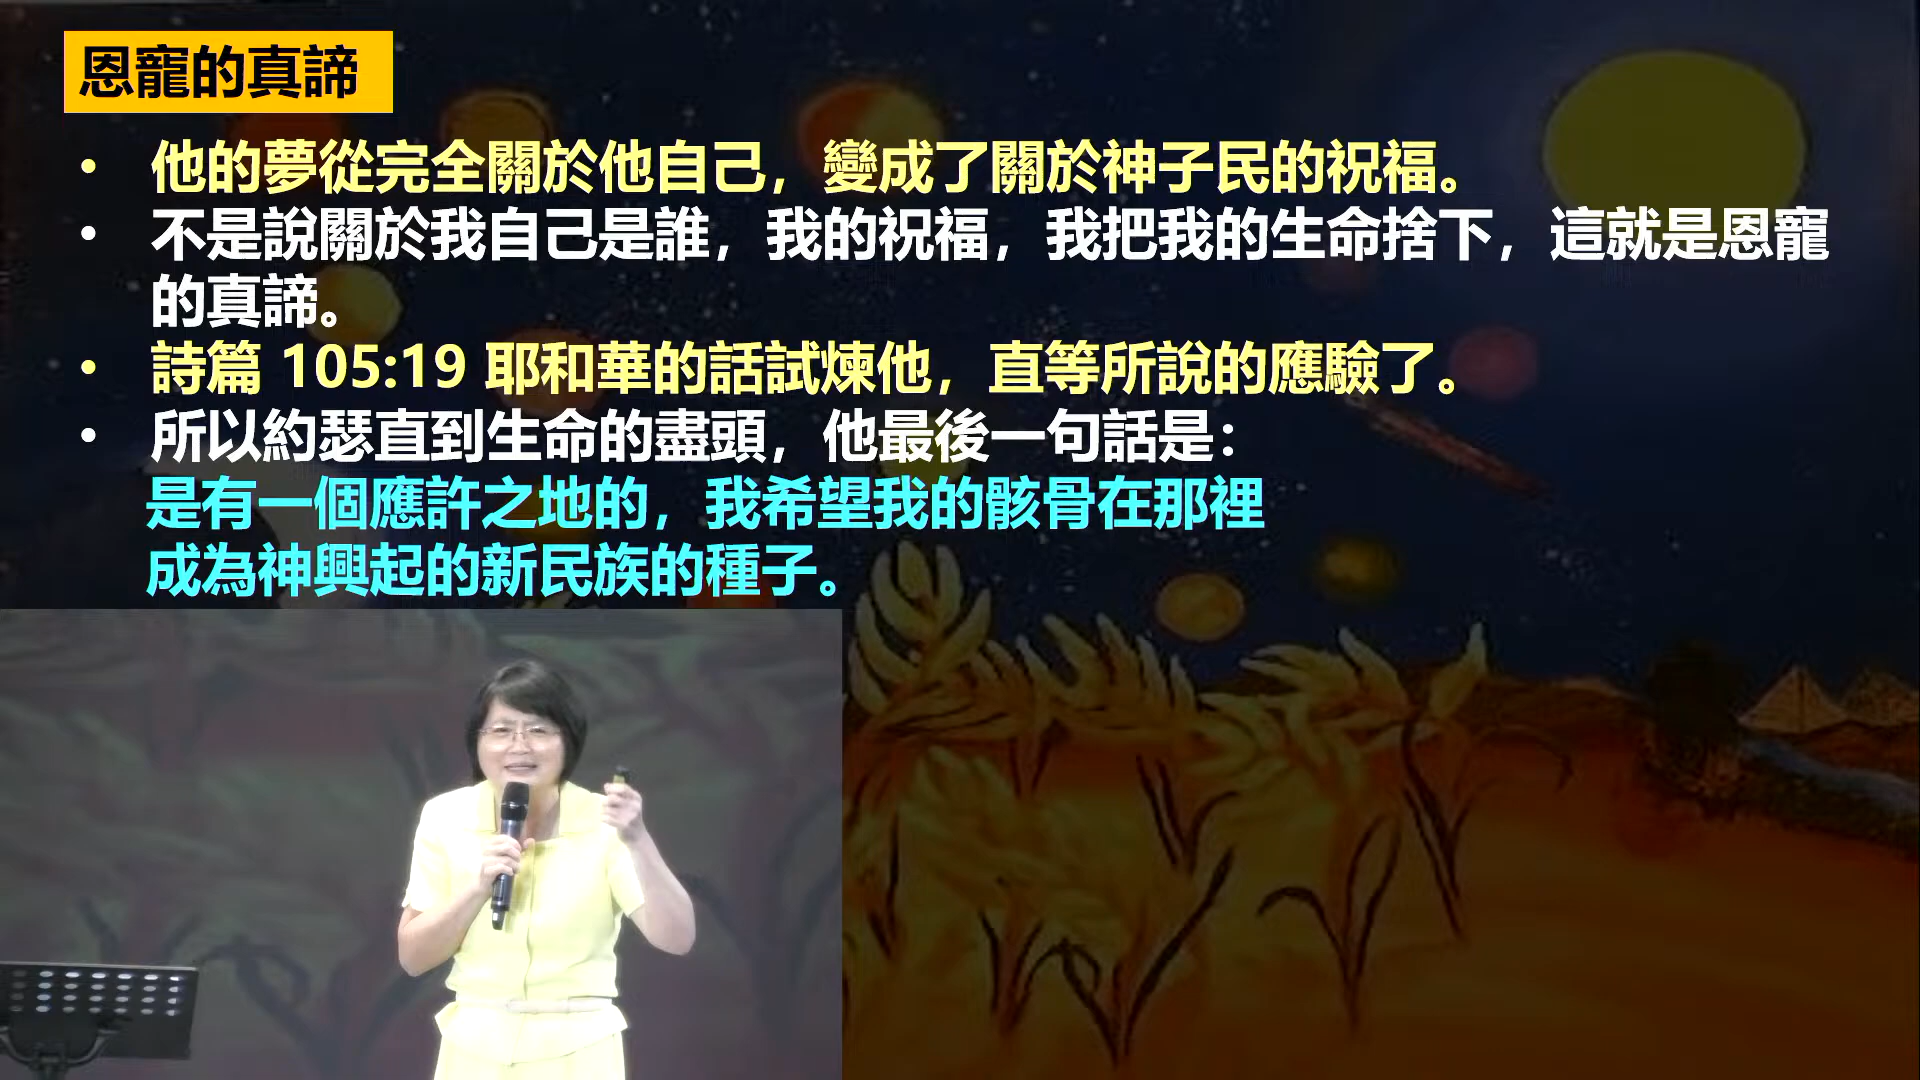 恩寵的真諦
• 他的夢從完全關於他自己，變成了關於神子民的祝福。
• 不是說關於我自己是誰，我的祝福，我把我的生命捨下，這就是恩寵
的真諦。
• 詩篇 105:19 耶和華的話試煉他，直等所說的應驗了。
• 所以約瑟直到生命的盡頭，他最後一句話是：
是有一個應許之地的，我希望我的骸骨在那裡
成為神興起的新民族的種子。